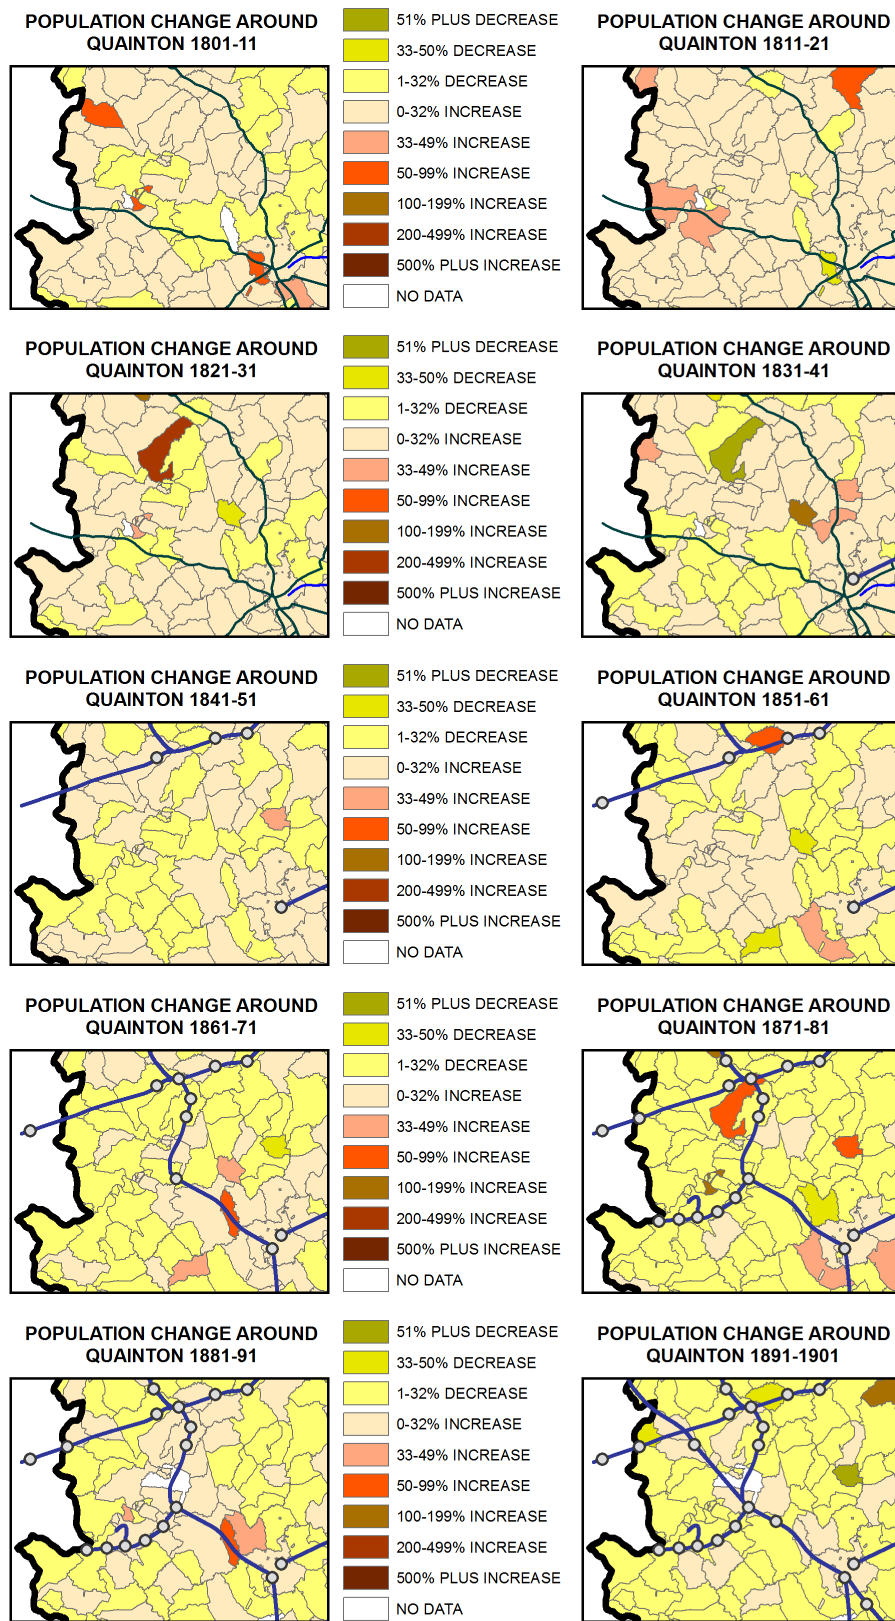 POPULATION CHANGE AROUND
QUAINTON 1801-11
51% PLUS DECREASE
33-50% DECREASE
1-32% DECREASE
0-32% INCREASE
33-49% INCREASE
50-99% INCREASE
100-199% INCREASE
200-499% INCREASE
500% PLUS INCREASE
NO DATA
POPULATION CHANGE AROUND
QUAINTON 1811-21
POPULATION CHANGE AROUND
QUAINTON 1821-31
51% PLUS DECREASE
33-50% DECREASE
1-32% DECREASE
0-32% INCREASE
33-49% INCREASE
50-99% INCREASE
100-199% INCREASE
200-499% INCREASE
500% PLUS INCREASE
NO DATA
POPULATION CHANGE AROUND
QUAINTON 1831-41
POPULATION CHANGE AROUND
QUAINTON 1841-51
51% PLUS DECREASE
33-50% DECREASE
1-32% DECREASE
0-32% INCREASE
33-49% INCREASE
50-99% INCREASE
100-199% INCREASE
200-499% INCREASE
500% PLUS INCREASE
NO DATA
POPULATION CHANGE AROUND
QUAINTON 1851-61
POPULATION CHANGE AROUND
QUAINTON 1861-71
51% PLUS DECREASE
33-50% DECREASE
1-32% DECREASE
0-32% INCREASE
33-49% INCREASE
50-99% INCREASE
100-199% INCREASE
200-499% INCREASE
500% PLUS INCREASE
NO DATA
POPULATION CHANGE AROUND
QUAINTON 1871-81
POPULATION CHANGE AROUND
QUAINTON 1881-91
51% PLUS DECREASE
33-50% DECREASE
1-32% DECREASE
0-32% INCREASE
33-49% INCREASE
50-99% INCREASE
100-199% INCREASE
200-499% INCREASE
500% PLUS INCREASE
NO DATA
POPULATION CHANGE AROUND
QUAINTON 1891-1901